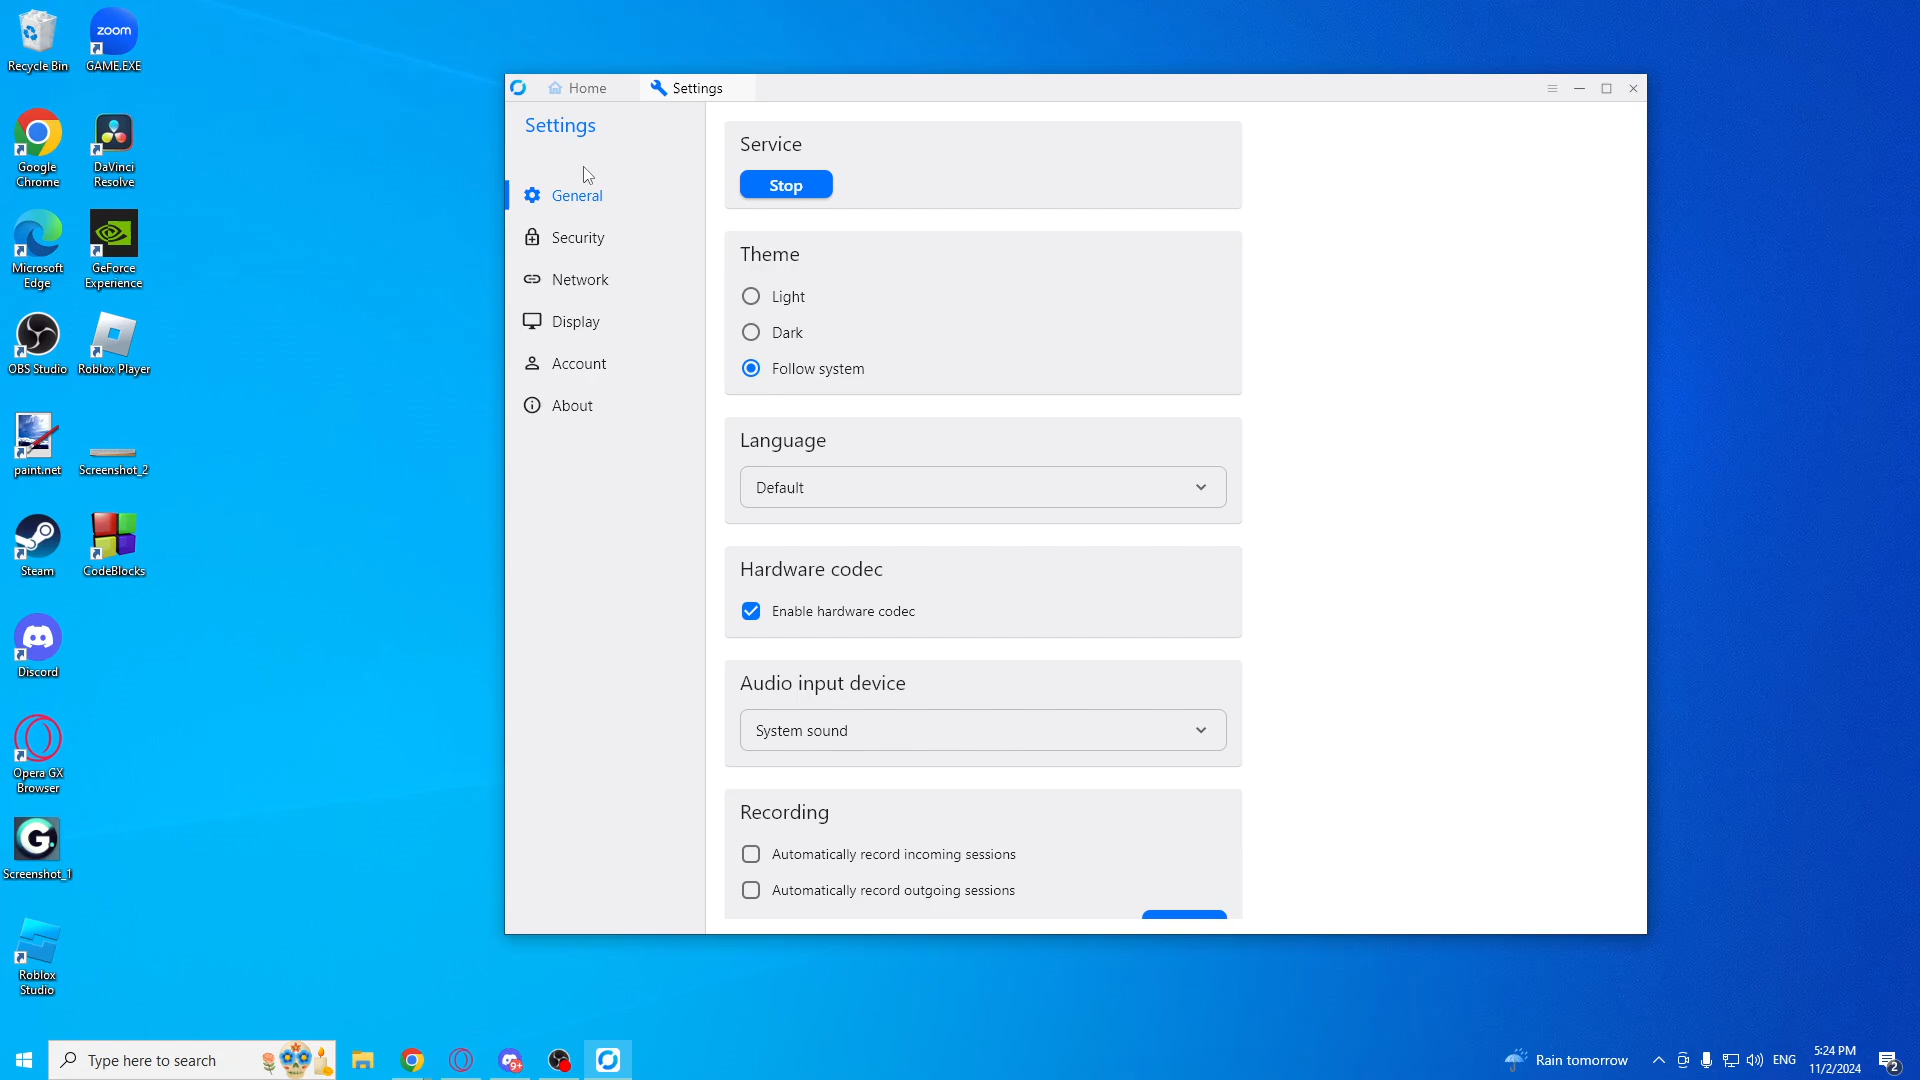 Recycle Bin
zoom
GAME.EXE
Google
Chrome
DaVinci
Resolve
Microsoft
Edge
GeForce
Experience
OBS Studio
Roblox Player
paint.net
Screenshot_2
Steam
CodeBlocks
Discord
Opera GX
Browser
G.
Screenshot_1
Roblox
Studio
Home
Settings
Settings
General
Security
Network
Display
Account
About
Service
Stop
Theme
Light
Dark
Follow system
Language
Default
Hardware codec
Enable hardware codec
Audio input device
System sound
Recording
Automatically record incoming sessions
Automatically record outgoing sessions
Type here to search
9+
Rain tomorrow
ENG
5:24 PM
11/2/2024
2